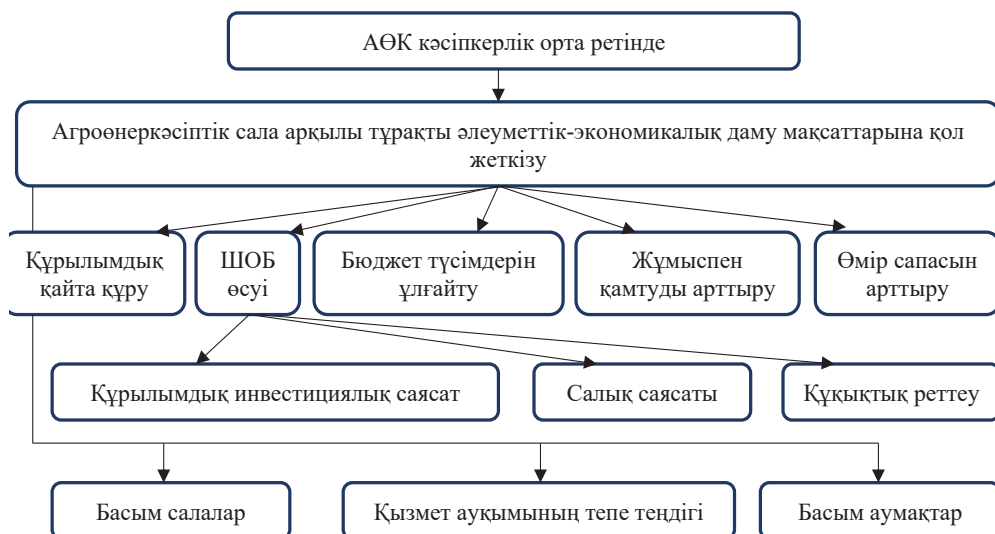 АӨК кәсіпкерлік орта ретінде
Агроөнеркәсіптік сала арқылы тұрақты әлеуметтік-экономикалық даму мақсаттарына қол
жеткізу
Құрылымдық
қайта құру
ШОБ
өсуі
Бюджет түсімдерін
ұлғайту
Жұмыспен
қамтуды арттыру
Өмір сапасын
арттыру
Құрылымдық инвестициялық саясат
Салық саясаты
Құқықтық реттеу
Басым салалар
Қызмет ауқымының тепе теңдігі
Басым аумақтар